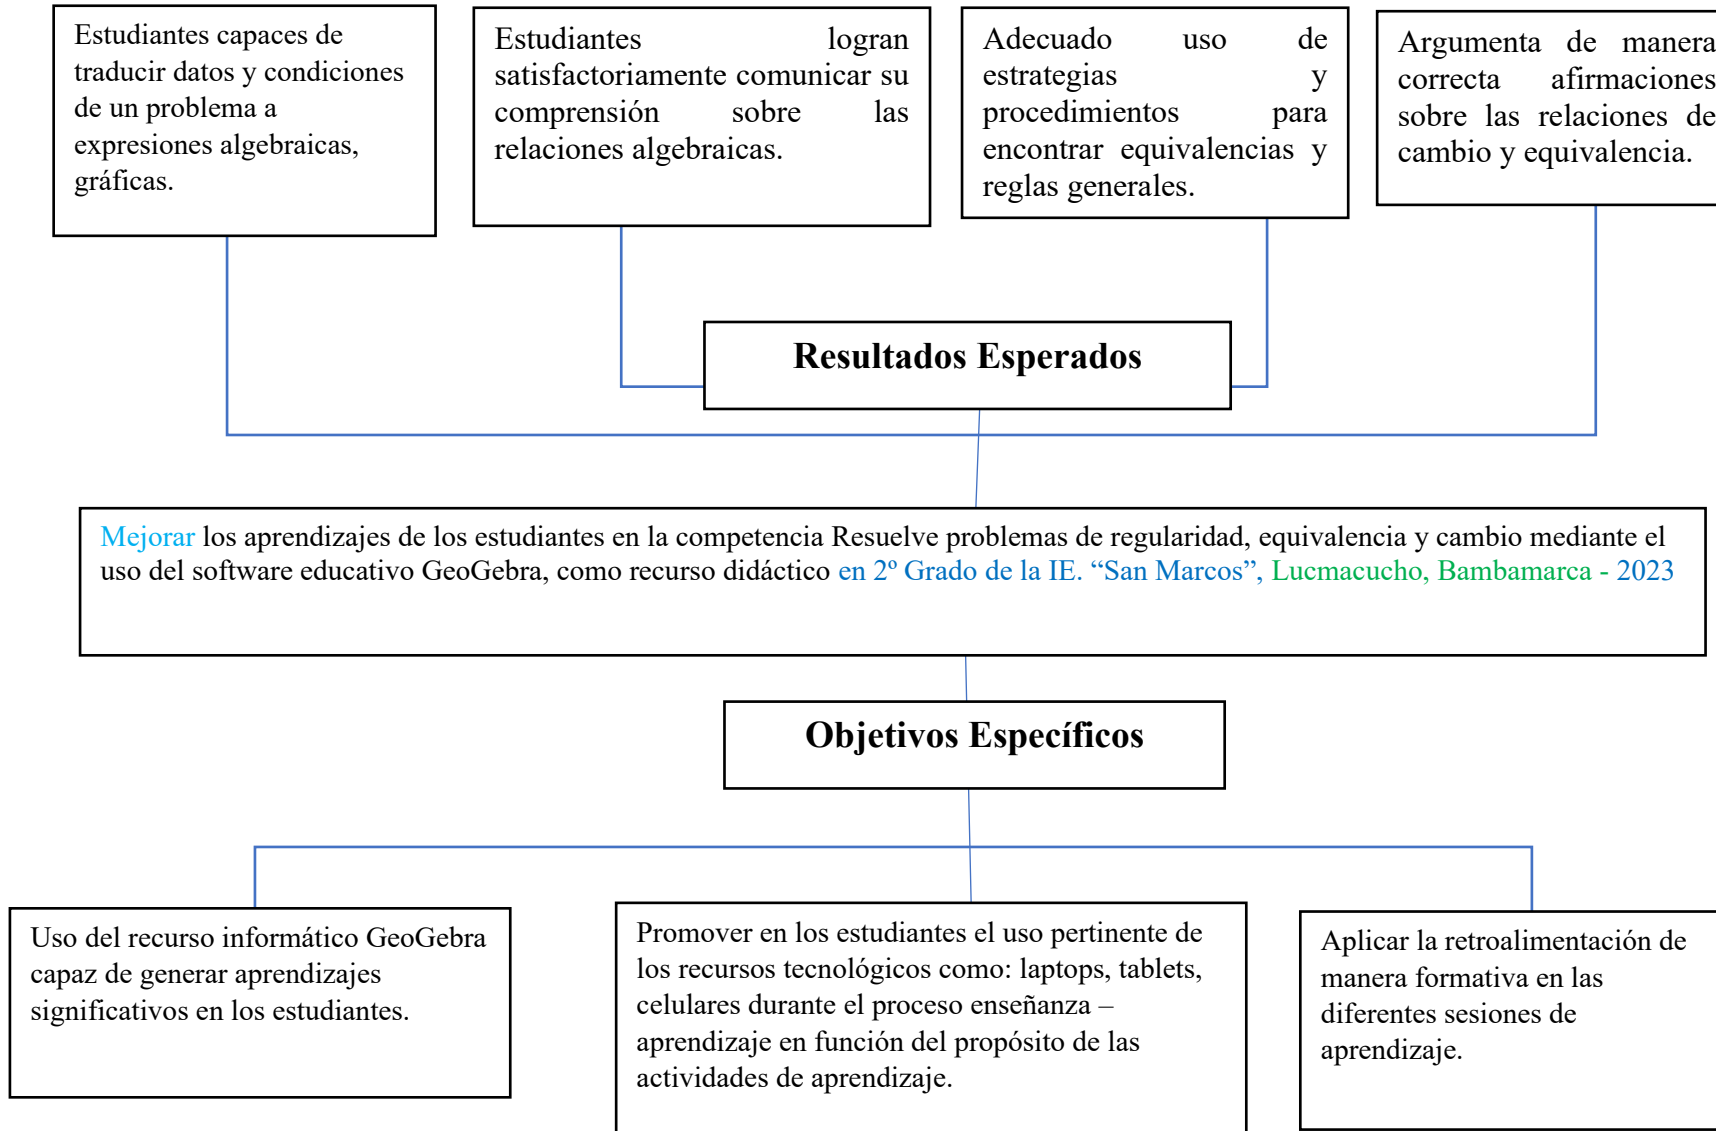 Estudiantes capaces de
traducir datos y condiciones
de un problema a
expresiones algebraicas,
gráficas.
Estudiantes logran
satisfactoriamente comunicar su
comprensión sobre las
relaciones algebraicas.
Adecuado uso de
estrategias y
procedimientos para
encontrar equivalencias y
reglas generales.
Argumenta de manera
correcta afirmaciones
sobre las relaciones de
cambio y equivalencia.
Resultados Esperados
Mejorar los aprendizajes de los estudiantes en la competencia Resuelve problemas de regularidad, equivalencia y cambio mediante el
uso del software educativo GeoGebra, como recurso didáctico en 2º Grado de la IE. “San Marcos”, Lucmacucho, Bambamarca - 2023
Objetivos Específicos
Uso del recurso informático GeoGebra
capaz de generar aprendizajes
significativos en los estudiantes.
Promover en los estudiantes el uso pertinente de
los recursos tecnológicos como: laptops, tablets,
celulares durante el proceso enseñanza –
aprendizaje en función del propósito de las
actividades de aprendizaje.
Aplicar la retroalimentación de
manera formativa en las
diferentes sesiones de
aprendizaje.